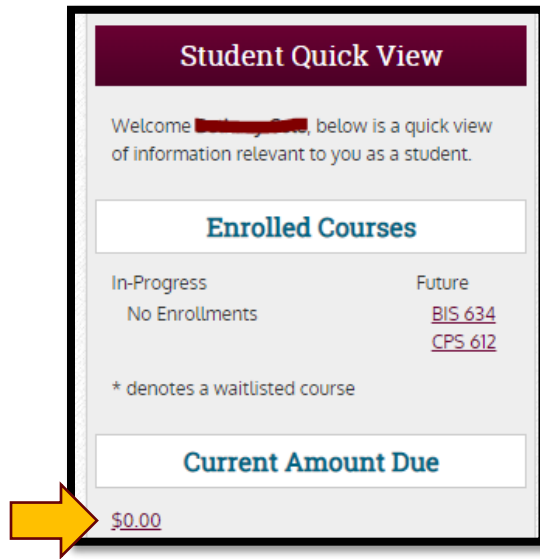 Student Quick View
Welcome , below is a quick view
of information relevant to you as a student.
Enrolled Courses
In-Progress Future
No Enrollments BIS 634
CPS 612
* denotes a waitlisted course
Current Amount Due
$0.00